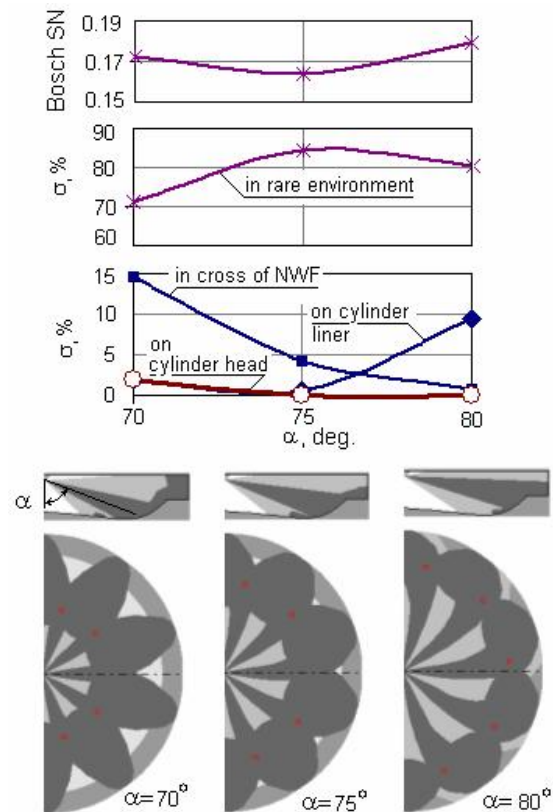 Bosch SN
0.19
0.17
0.15
σ, %
90
80
70
60
in rare environment
σ, %
15
10
5
0
in cross of NWF
on cylinder
liner
on
cylinder head
70
75
80
α, deg.
α
α=70°
α=75°
α=80°